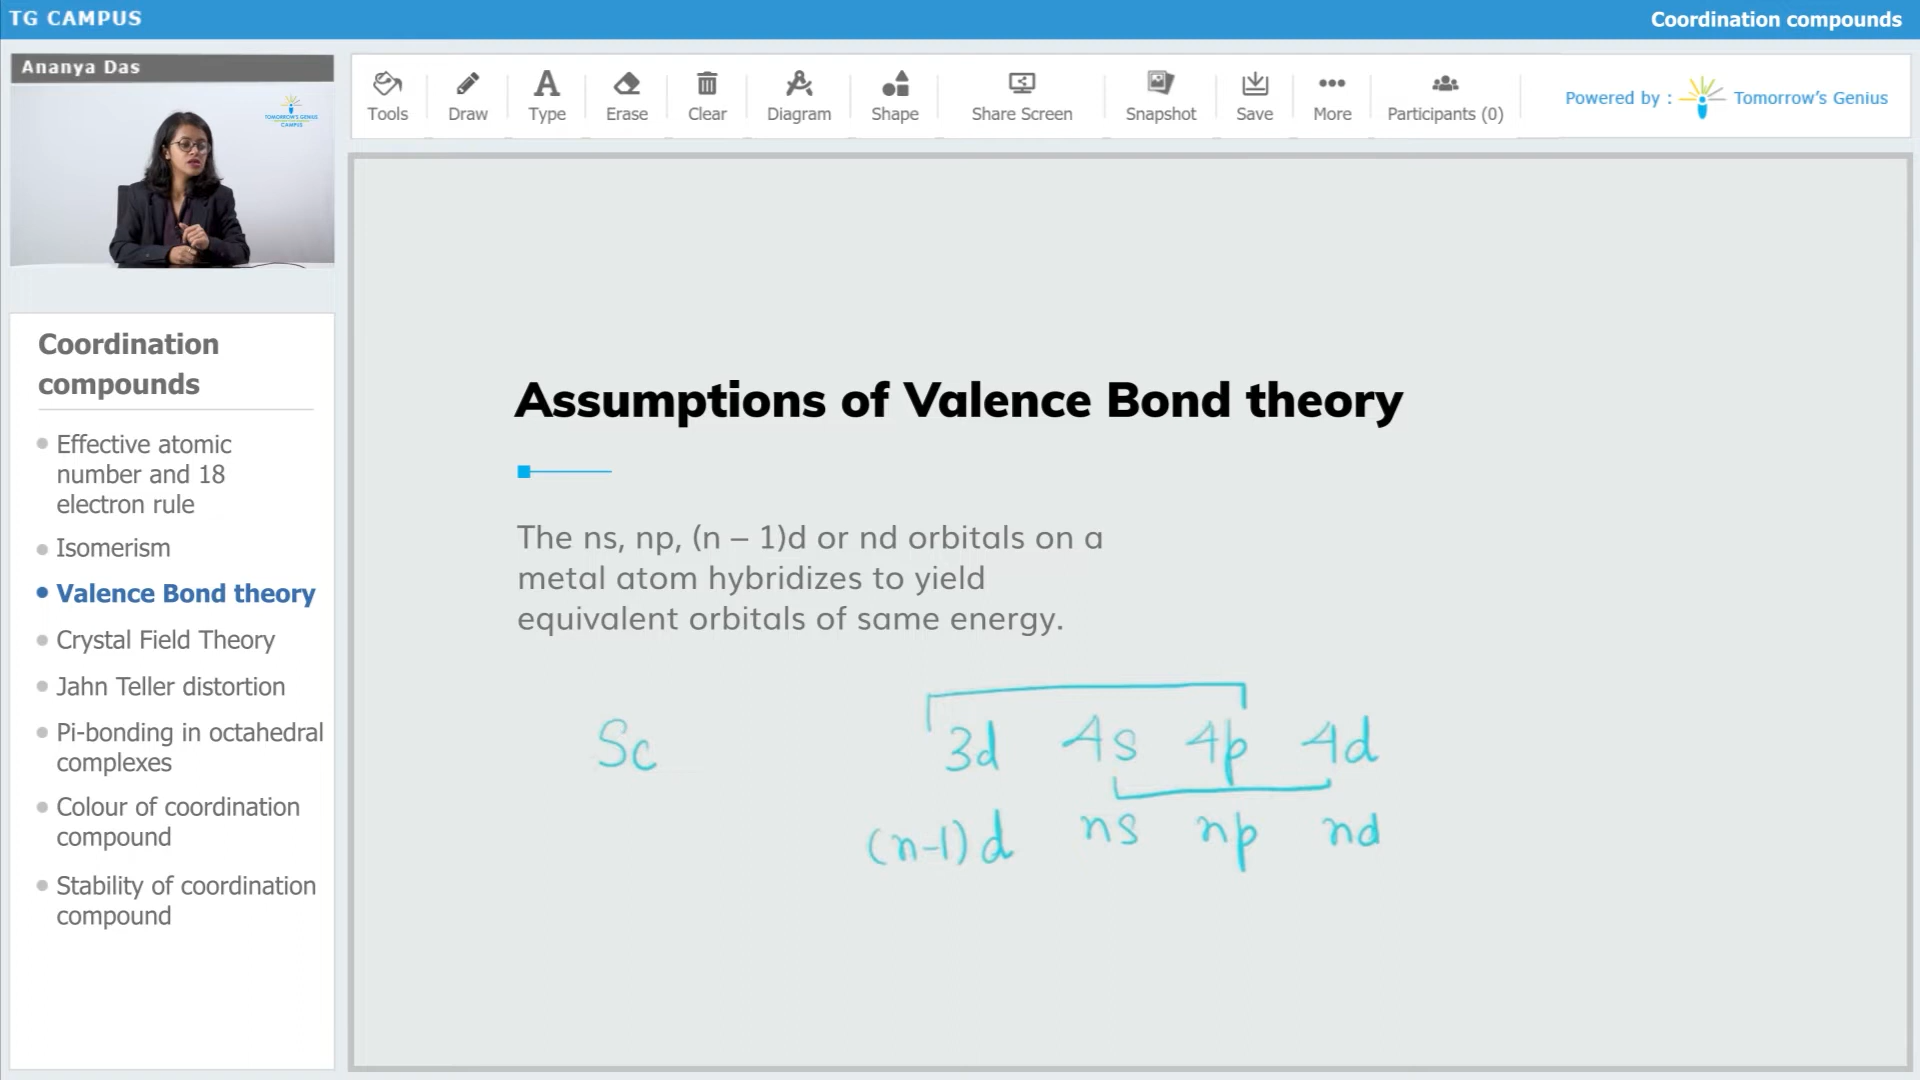 TG CAMPUS
Coordination compounds
Ananya Das
TOMORROW'S GENIUS
CAMPUS
Tools
Draw
Type
Erase
Clear
Diagram
Shape
Share Screen
Snapshot
Save
More
Participants (0)
Powered by :
Tomorrow's Genius
Coordination
compounds
Effective atomic
number and 18
electron rule
Isomerism
Valence Bond theory
Crystal Field Theory
Jahn Teller distortion
Pi-bonding in octahedral
complexes
Colour of coordination
compound
Stability of coordination
compound
Assumptions of Valence Bond theory
The ns, np, (n – 1)d or nd orbitals on a
metal atom hybridizes to yield
equivalent orbitals of same energy.
Sc 3d 4s 4p 4d
(n-1)d ns np nd